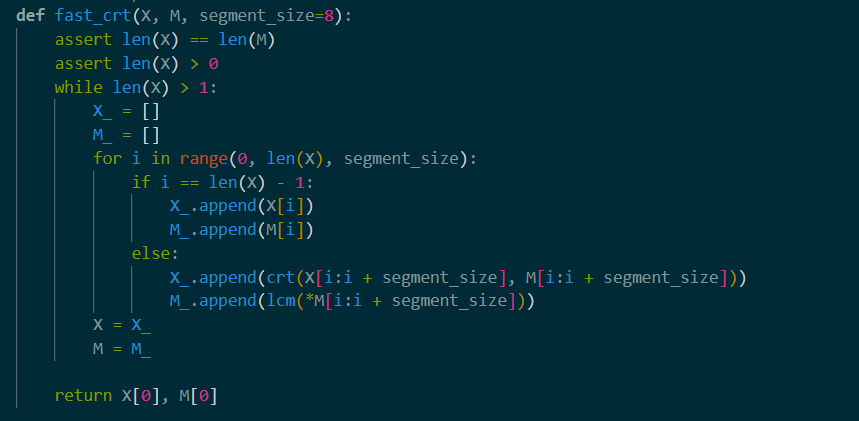 def fast_crt(X, M, segment_size=8):
    assert len(X) == len(M)
    assert len(X) > 0
    while len(X) > 1:
        X_ = []
        M_ = []
        for i in range(0, len(X), segment_size):
            if i == len(X) - 1:
                X_.append(X[i])
                M_.append(M[i])
            else:
                X_.append(crt(X[i:i + segment_size], M[i:i + segment_size]))
                M_.append(lcm(*M[i:i + segment_size]))
        X = X_
        M = M_

    return X[0], M[0]